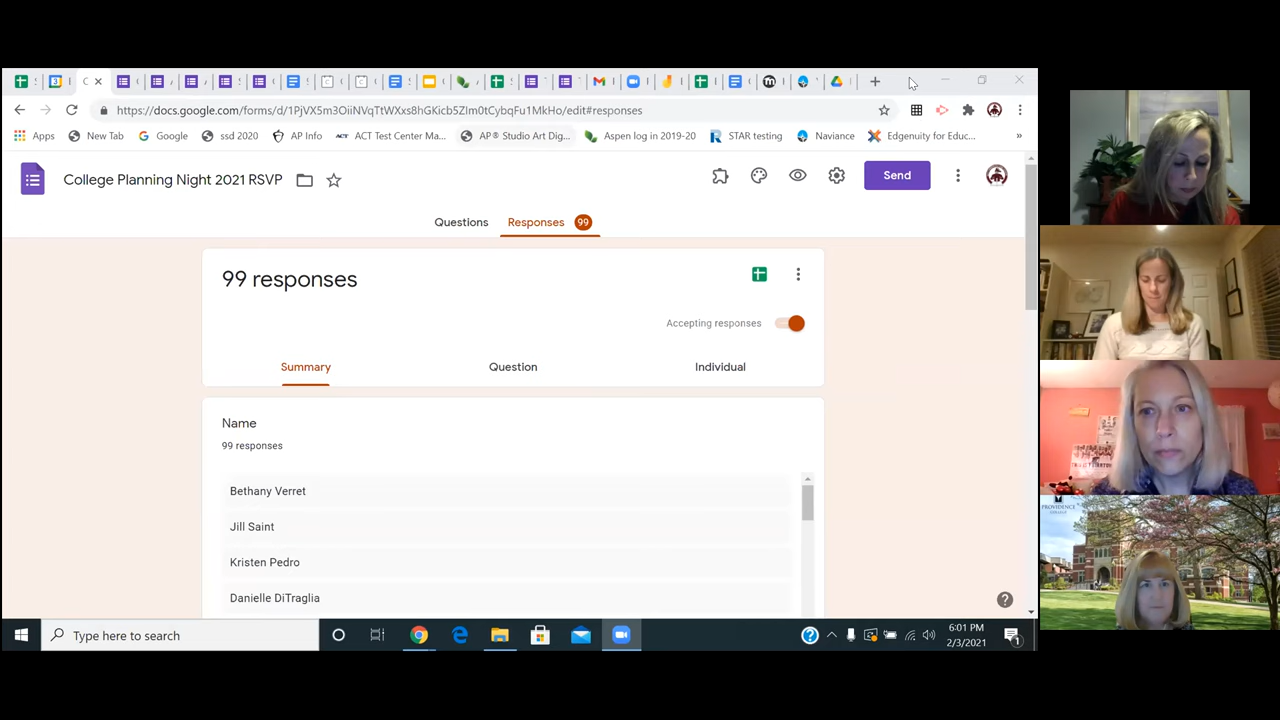 https://docs.google.com/forms/d/1PjVX5m3OiiNVqTtWXxs8hGKicb5Zlm0tCybqFu1MkHo/edit#responses
Apps New Tab Google ssd 2020 AP Info ACT Test Center Ma... AP® Studio Art Dig... Aspen log in 2019-20 STAR testing Naviance Edgenuity for Educ... »
College Planning Night 2021 RSVP Send
Questions Responses 99
99 responses
Accepting responses
Summary Question Individual
Name
99 responses
Bethany Verret
Jill Saint
Kristen Pedro
Danielle DiTraglia
Type here to search
6:01 PM
2/3/2021
PROVIDENCE